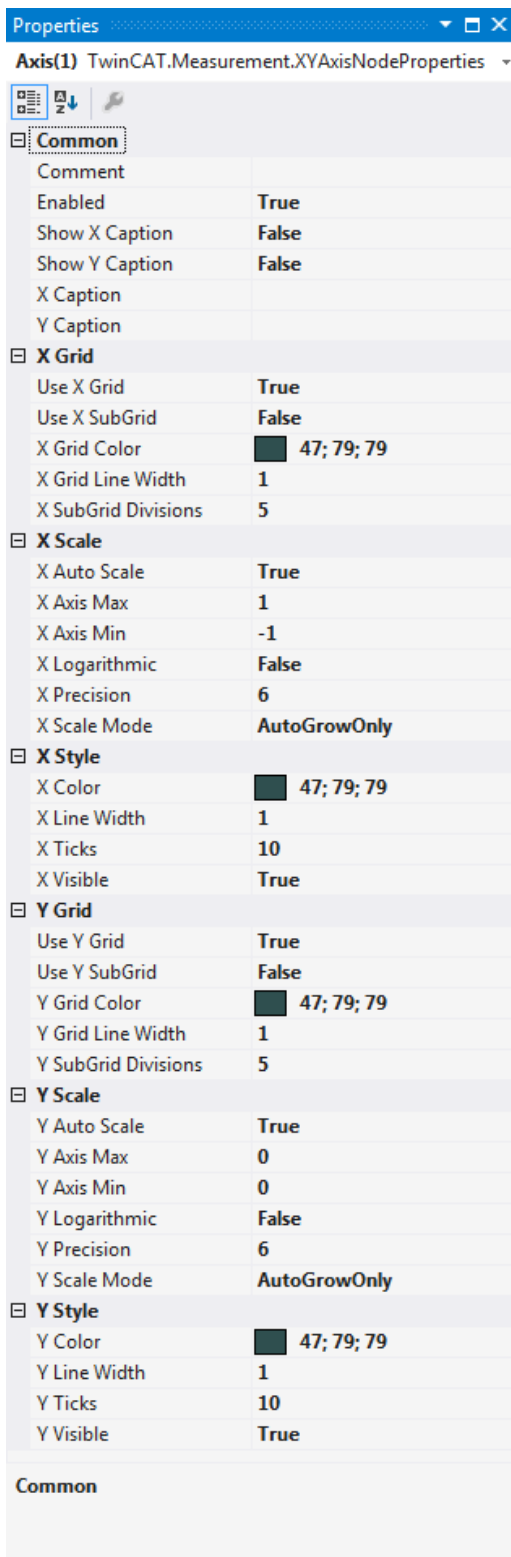 Properties
Axis(1) TwinCAT.Measurement.XYAxisNodeProperties
Common
Comment
Enabled True
Show X Caption False
Show Y Caption False
X Caption
Y Caption
X Grid
Use X Grid True
Use X SubGrid False
X Grid Color 47; 79; 79
X Grid Line Width 1
X SubGrid Divisions 5
X Scale
X Auto Scale True
X Axis Max 1
X Axis Min -1
X Logarithmic False
X Precision 6
X Scale Mode AutoGrowOnly
X Style
X Color 47; 79; 79
X Line Width 1
X Ticks 10
X Visible True
Y Grid
Use Y Grid True
Use Y SubGrid False
Y Grid Color 47; 79; 79
Y Grid Line Width 1
Y SubGrid Divisions 5
Y Scale
Y Auto Scale True
Y Axis Max 0
Y Axis Min 0
Y Logarithmic False
Y Precision 6
Y Scale Mode AutoGrowOnly
Y Style
Y Color 47; 79; 79
Y Line Width 1
Y Ticks 10
Y Visible True
Common